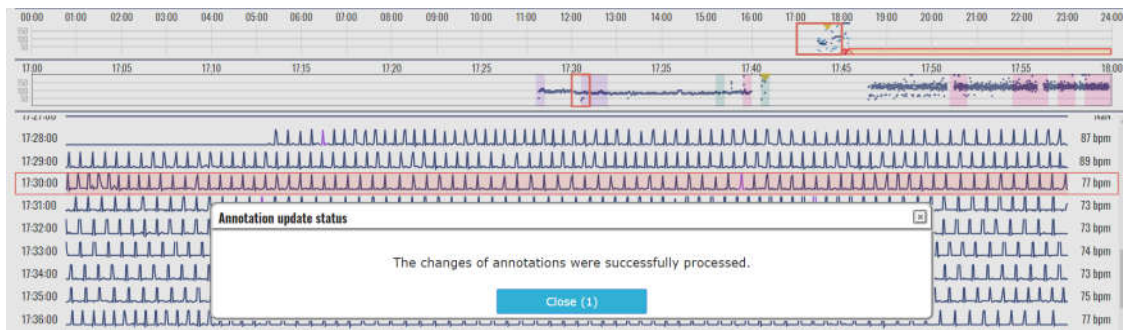 00:00 01:00 02:00 03:00 04:00 05:00 06:00 07:00 08:00 09:00 10:00 11:00 12:00 13:00 14:00 15:00 16:00 17:00 18:00 19:00 20:00 21:00 22:00 23:00 24:00
17:00 17:05 17:10 17:15 17:20 17:25 17:30 17:35 17:40 17:45 17:50 17:55 18:00
17:27:00
17:28:00 87 bpm
17:29:00 89 bpm
17:30:00 77 bpm
17:31:00 73 bpm
Annotation update status
17:32:00 73 bpm
17:33:00 74 bpm
The changes of annotations were successfully processed.
17:34:00 73 bpm
17:35:00 75 bpm
Close (1)
17:36:00 77 bpm